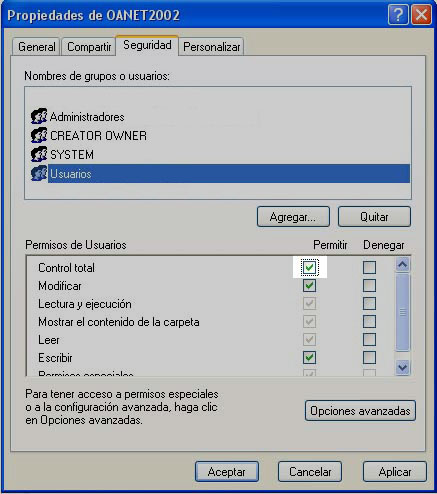 Propiedades de OANET2002
General Compartir Seguridad Personalizar
Nombres de grupos o usuarios:
Administradores
CREATOR OWNER
SYSTEM
Usuarios
Agregar... Quitar
Permisos de Usuarios Permitir Denegar
Control total
Modificar
Lectura y ejecución
Mostrar el contenido de la carpeta
Leer
Escribir
Permisos especiales
Para tener acceso a permisos especiales
o a la configuración avanzada, haga clic
en Opciones avanzadas.
Opciones avanzadas
Aceptar Cancelar Aplicar